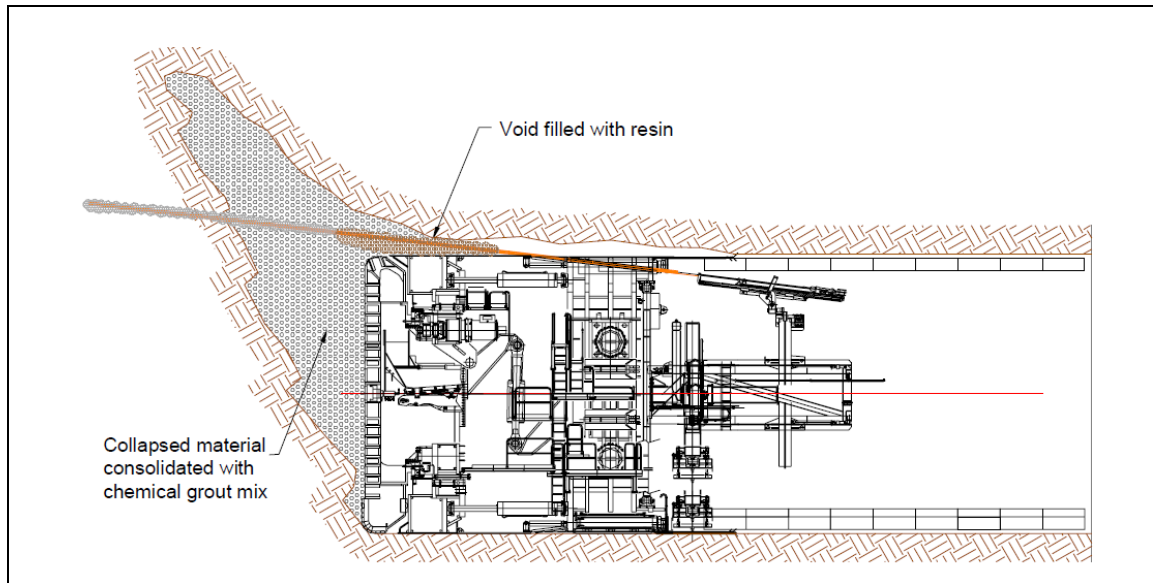 Void filled with resin
Collapsed material
consolidated with
chemical grout mix